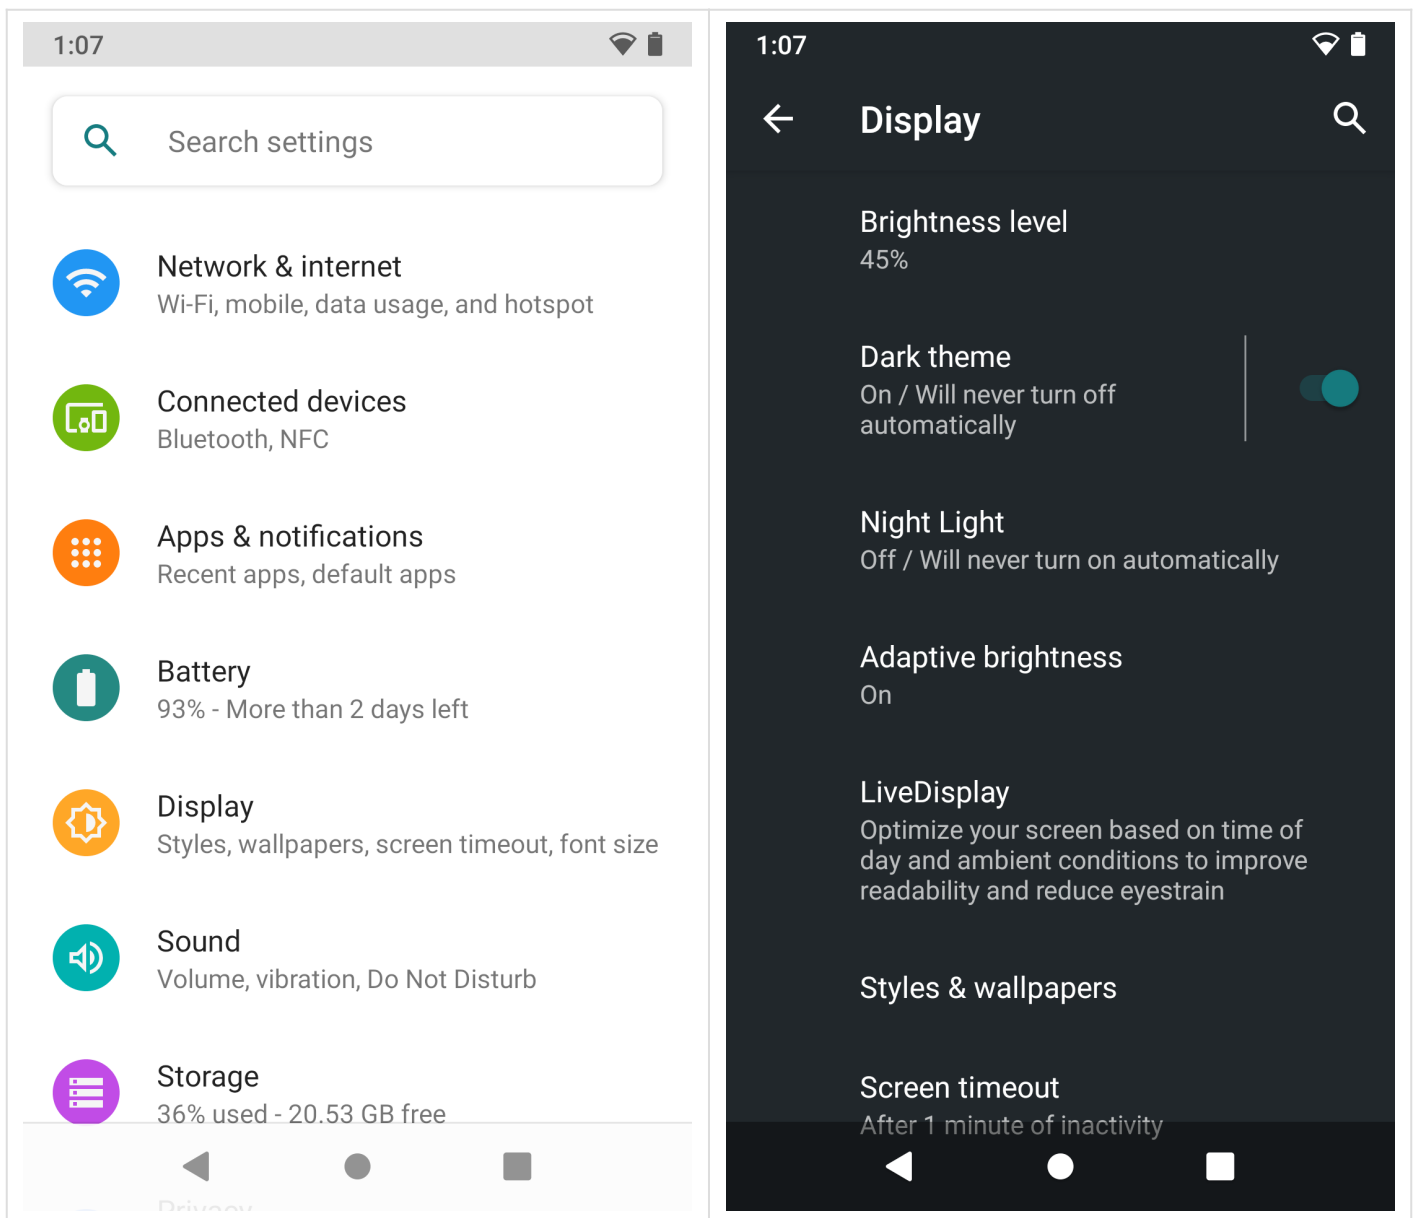 1:07
Search settings
Network & internet
Wi-Fi, mobile, data usage, and hotspot
Connected devices
Bluetooth, NFC
Apps & notifications
Recent apps, default apps
Battery
93% - More than 2 days left
Display
Styles, wallpapers, screen timeout, font size
Sound
Volume, vibration, Do Not Disturb
Storage
36% used - 20.53 GB free
Privacy
1:07
Display
Brightness level
45%
Dark theme
On / Will never turn off
automatically
Night Light
Off / Will never turn on automatically
Adaptive brightness
On
LiveDisplay
Optimize your screen based on time of
day and ambient conditions to improve
readability and reduce eyestrain
Styles & wallpapers
Screen timeout
After 1 minute of inactivity